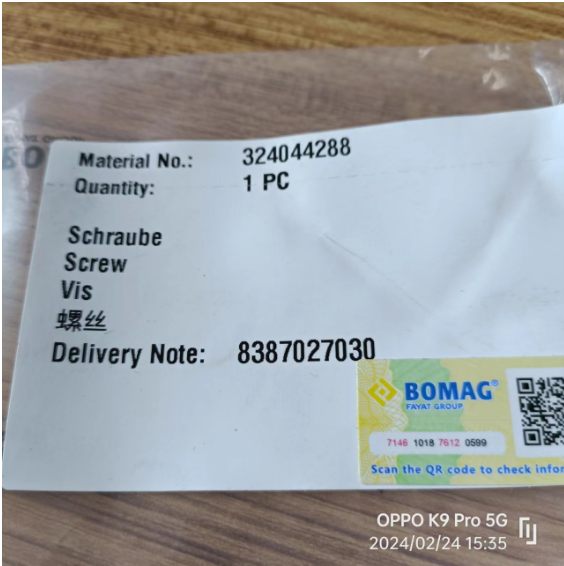 Material No.: 324044288
Quantity: 1 PC
Schraube
Screw
Vis
螺丝
Delivery Note: 8387027030
BOMAG®
FAYAT GROUP
7146 1018 7612 0599
Scan the QR code to check
OPPO K9 Pro 5G
2024/02/24 15:35